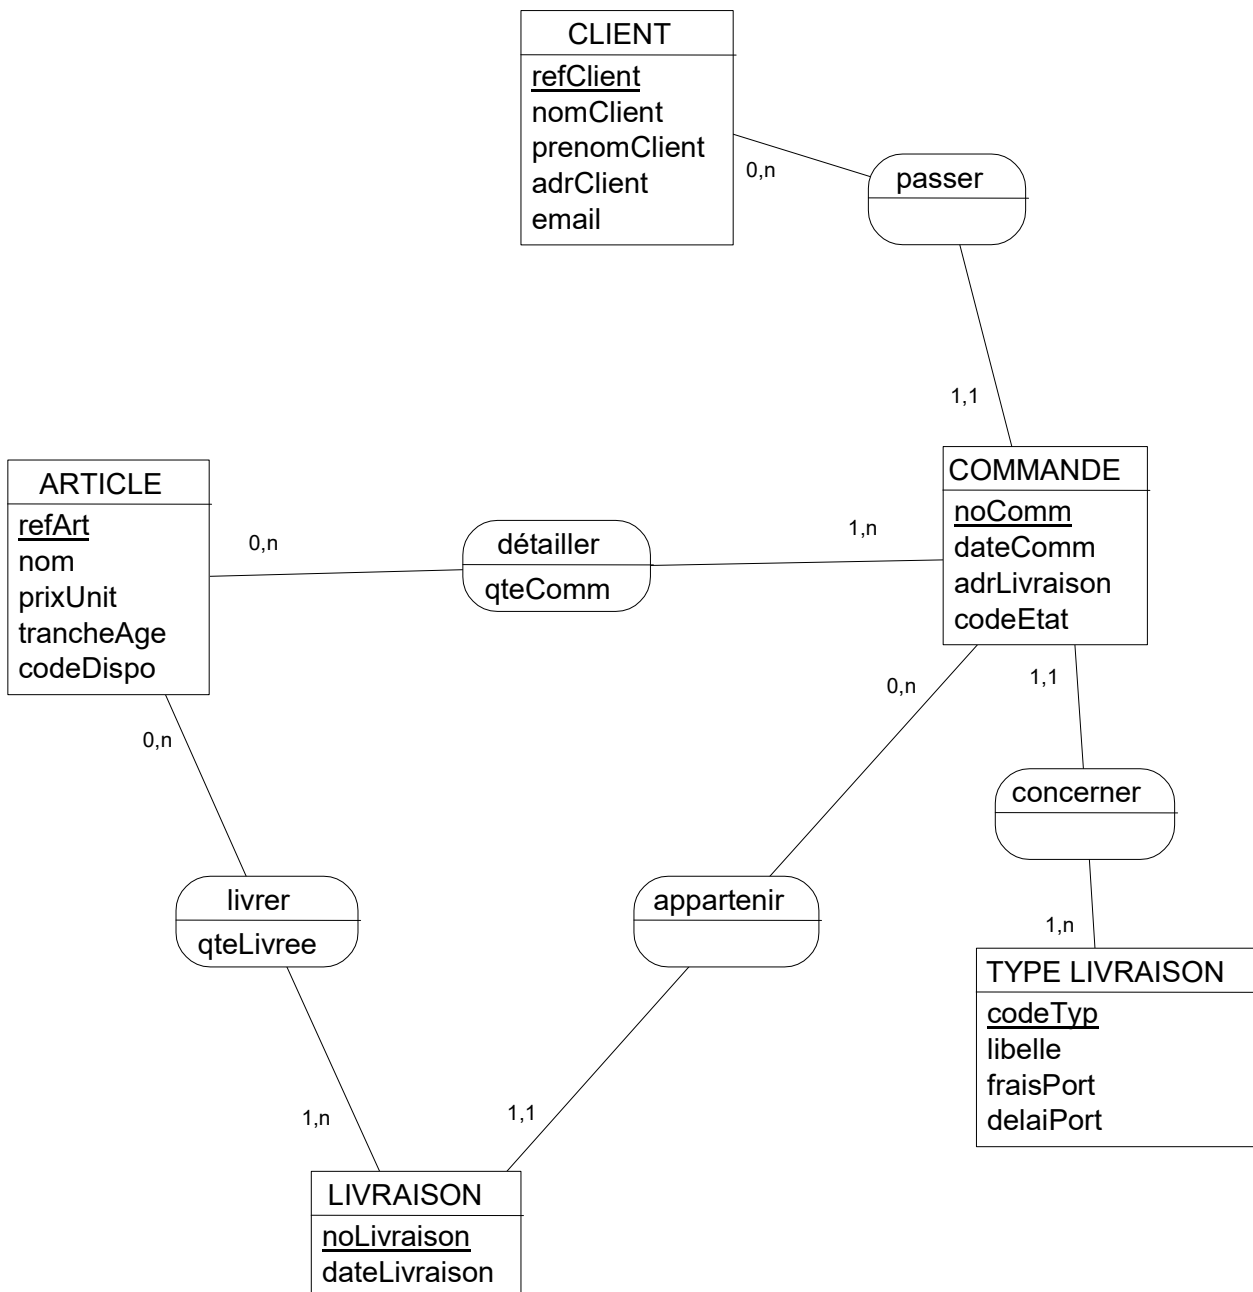 CLIENT
refClient
nomClient
prenomClient
adrClient
email
0,n
passer
1,1
ARTICLE
refArt
nom
prixUnit
trancheAge
codeDispo
0,n
détailler
qteComm
1,n
COMMANDE
noComm
dateComm
adrLivraison
codeEtat
0,n
1,1
0,n
concerner
livrer
qteLivree
appartenir
1,n
TYPE LIVRAISON
codeTyp
libelle
fraisPort
delaiPort
1,n
1,1
LIVRAISON
noLivraison
dateLivraison